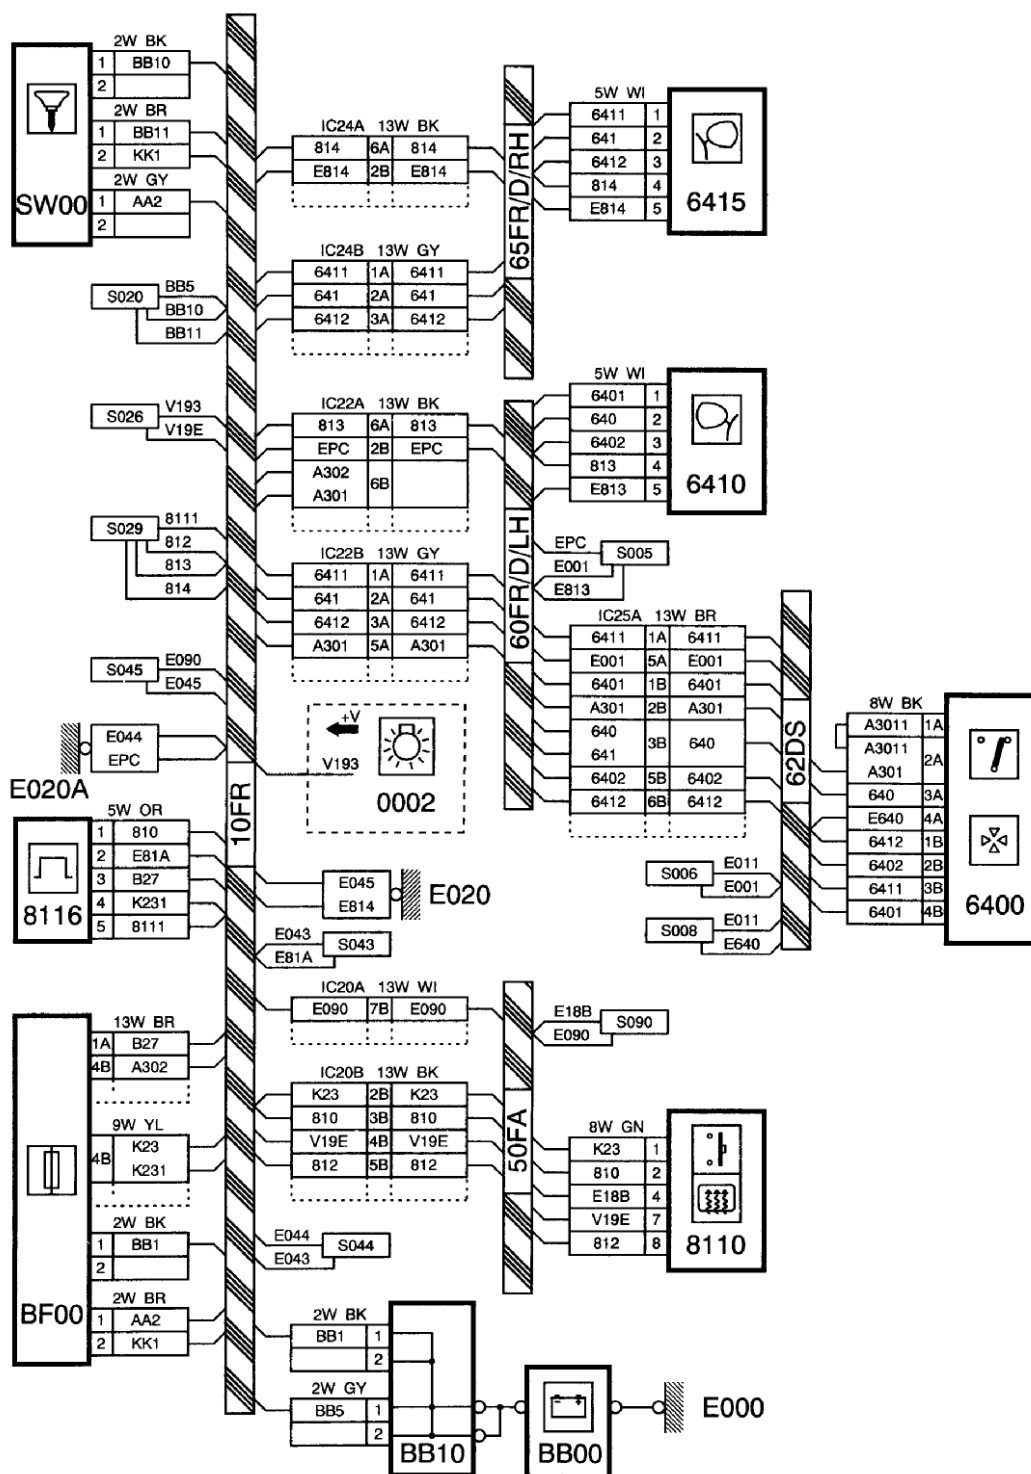 2W BK
1 BB10
2
2W BR
1 BB11
2 KK1
2W GY
1 AA2
2
SW00
S020
BB5
BB10
BB11
S026
V193
V19E
S029
8111
812
813
814
S045
E090
E045
E044
EPC
E020A
5W OR
1 810
2 E81A
3 B27
4 K231
5 8111
8116
13W BR
1A B27
4B A302
9W YL
4B K23
K231
2W BK
1 BB1
2
2W BR
1 AA2
2 KK1
BF00
10FR
IC24A 13W BK
814 6A 814
E814 2B E814
IC24B 13W GY
6411 1A 6411
641 2A 641
6412 3A 6412
IC22A 13W BK
813 6A 813
EPC 2B EPC
A302
A301
6B
IC22B 13W GY
6411 1A 6411
641 2A 641
6412 3A 6412
A301 5A A301
+V
V193
0002
E045
E814
E020
E043
E81A
S043
IC20A 13W WI
E090 7B E090
IC20B 13W BK
K23 2B K23
810 3B 810
V19E 4B V19E
812 5B 812
E044
E043
S044
2W BK
BB1 1
2
2W GY
BB5 1
2
BB10
BB00
E000
65FR/D/RH
5W WI
6411 1
641 2
6412 3
814 4
E814 5
6415
60FR/D/LH
5W WI
6401 1
640 2
6402 3
813 4
E813 5
6410
EPC
E001
E813
S005
IC25A 13W BR
6411 1A 6411
E001 5A E001
6401 1B 6401
A301 2B A301
640
641
3B 640
6402 5B 6402
6412 6B 6412
62DS
8W BK
A3011 1A
A3011
A301
2A
640 3A
E640 4A
6412 1B
6402 2B
6411 3B
6401 4B
6400
S006
E011
E001
S008
E011
E640
50FA
E18B
E090
S090
8W GN
K23 1
810 2
E18B 4
V19E 7
812 8
8110